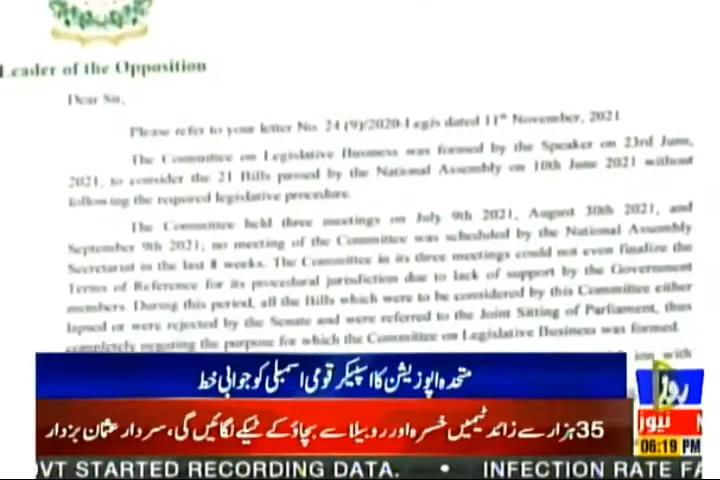 Leader of the Opposition
Dear Sir,
Please refer to your letter No. 24 (9)/2020-Legis dated 11th November, 2021
The Committee on Legislative Business was formed by the Speaker on 23rd June,
2021, to consider the 21 Bills passed by the National Assembly on 10th June 2021 without
following the required legislative procedure.
The Committee held three meetings on July 9th 2021, August 30th 2021, and
September 9th 2021; no meeting of the Committee was scheduled by the National Assembly
Secretariat in the last 8 weeks. The Committee in its three meetings could not even finalize the
Terms of Reference for its procedural jurisdiction due to lack of support by the Government
members. During this period, all the Bills which were to be considered by this Committee either
lapsed or were rejected by the Senate and were referred to the Joint Sitting of Parliament, thus
completely negating the purpose for which the Committee on Legislative Business was formed.
with
متحدہ اپوزیشن کا اسپیکر قومی اسمبلی کو جوابی خط
35 ہزار سے زائد ٹیمیں خسرہ اور روبیلا سے بچاؤ کے ٹیکے لگائیں گی، سردار عثمان بزدار
روز
نیوز
06:19 PM
OVT STARTED RECORDING DATA. • INFECTION RATE FA